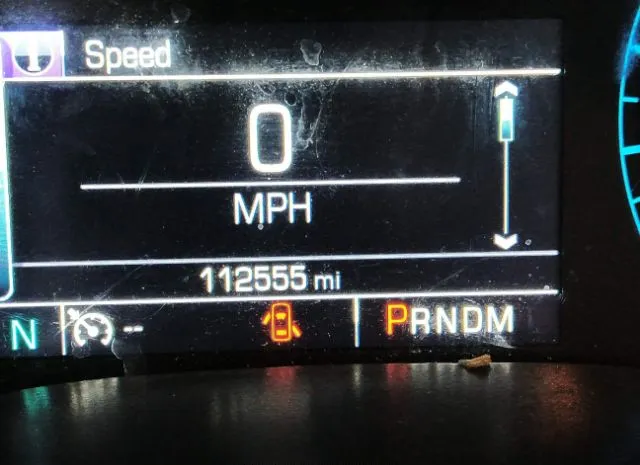 Speed
0
MPH
112555 mi
N -- PRNDM